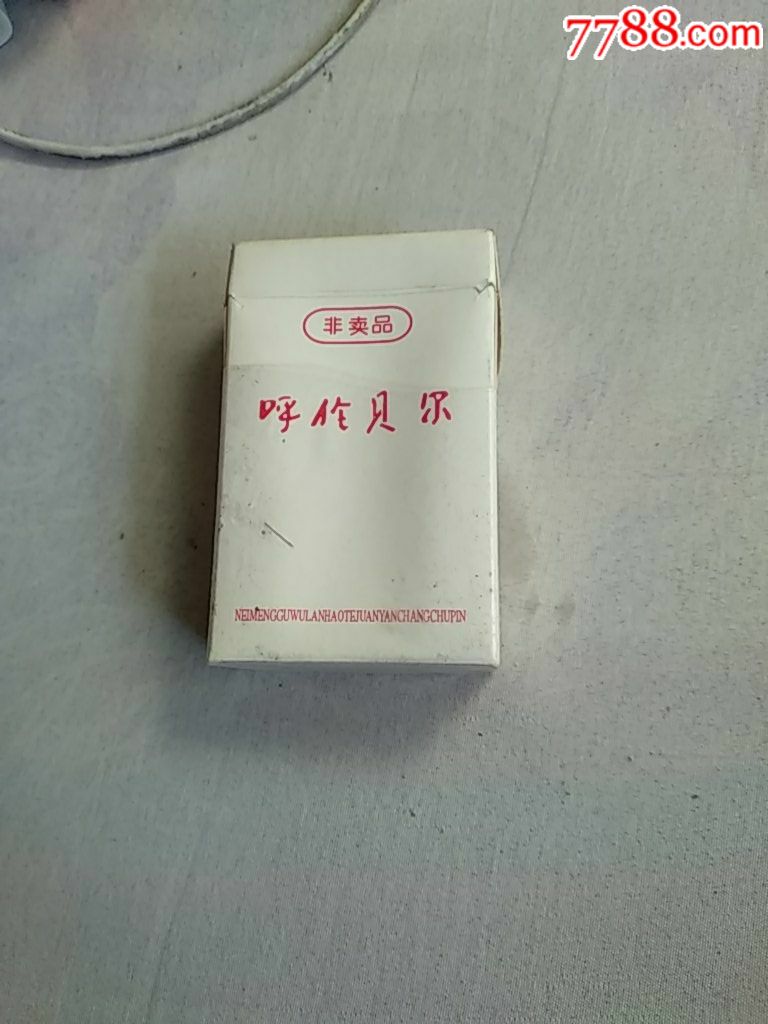 7788.com
非卖品
呼伦贝尔
NEIMENGGUWULANHAOTEJUANYANCHANGCHUPIN